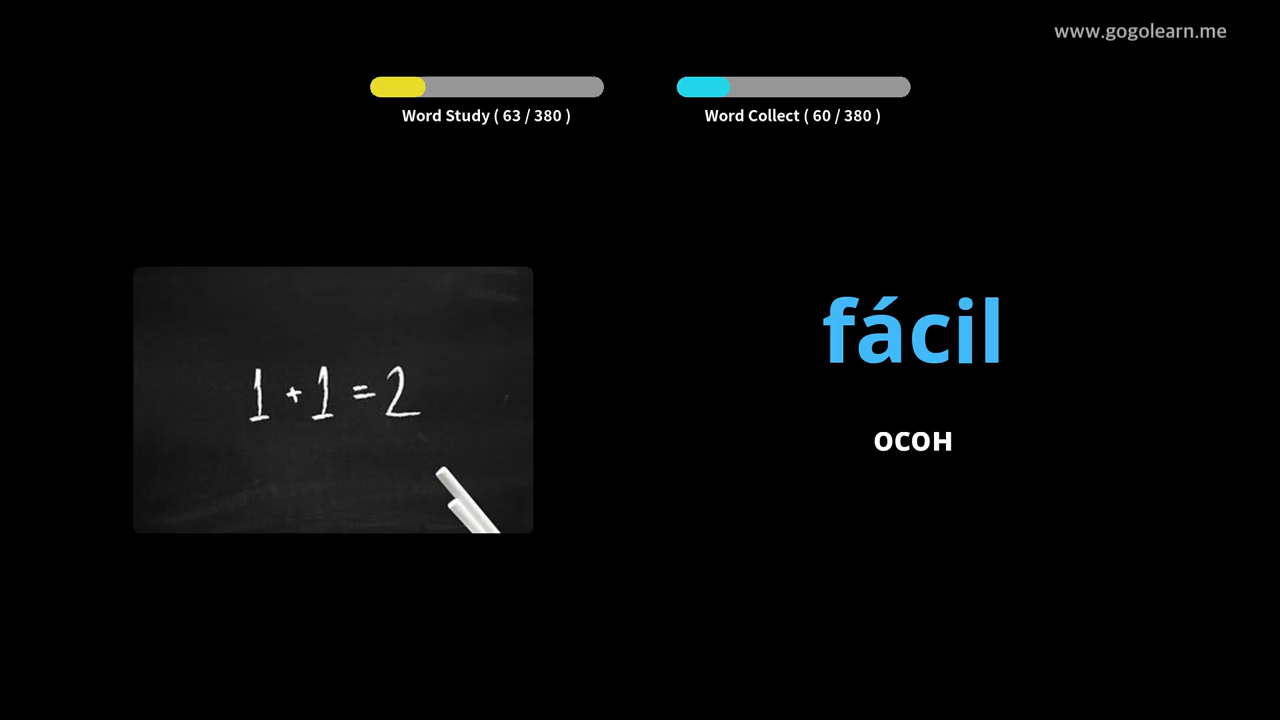 www.gogolearn.me
Word Study ( 63 / 380 )
Word Collect ( 60 / 380 )
1 + 1 = 2
fácil
осон